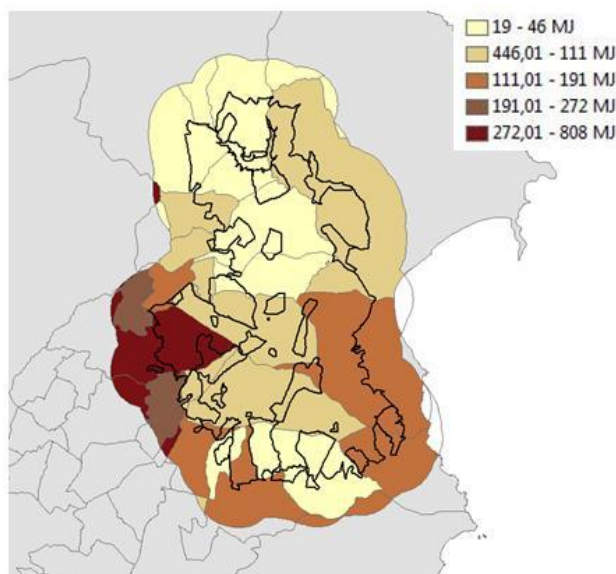 19 - 46 MJ
446,01 - 111 MJ
111,01 - 191 MJ
191,01 - 272 MJ
272,01 - 808 MJ